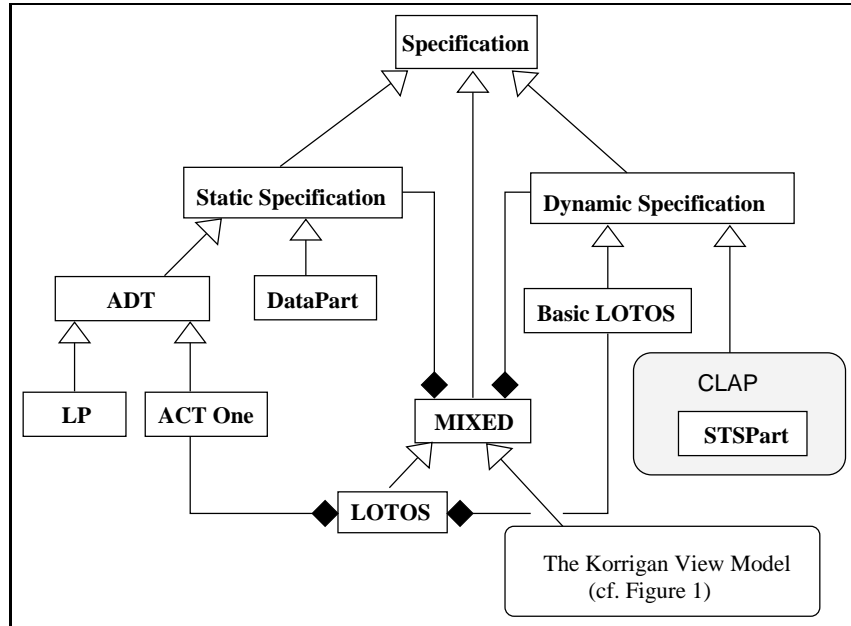 Specification
Static Specification
Dynamic Specification
ADT
DataPart
Basic LOTOS
LP
ACT One
MIXED
CLAP
STSPart
LOTOS
The Korrigan View Model
(cf. Figure 1)